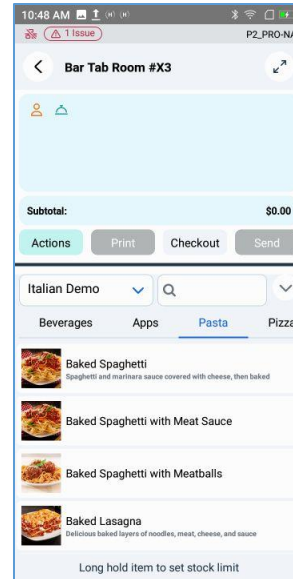 10:48 AM
1 Issue
P2_PRO-NA
Bar Tab Room #X3
Subtotal: $0.00
Actions Print Checkout Send
Italian Demo
Beverages Apps Pasta Pizza
Baked Spaghetti
Spaghetti and marinara sauce covered with cheese, then baked
Baked Spaghetti with Meat Sauce
Baked Spaghetti with Meatballs
Baked Lasagna
Delicious baked layers of noodles, meat, cheese, and sauce
Long hold item to set stock limit